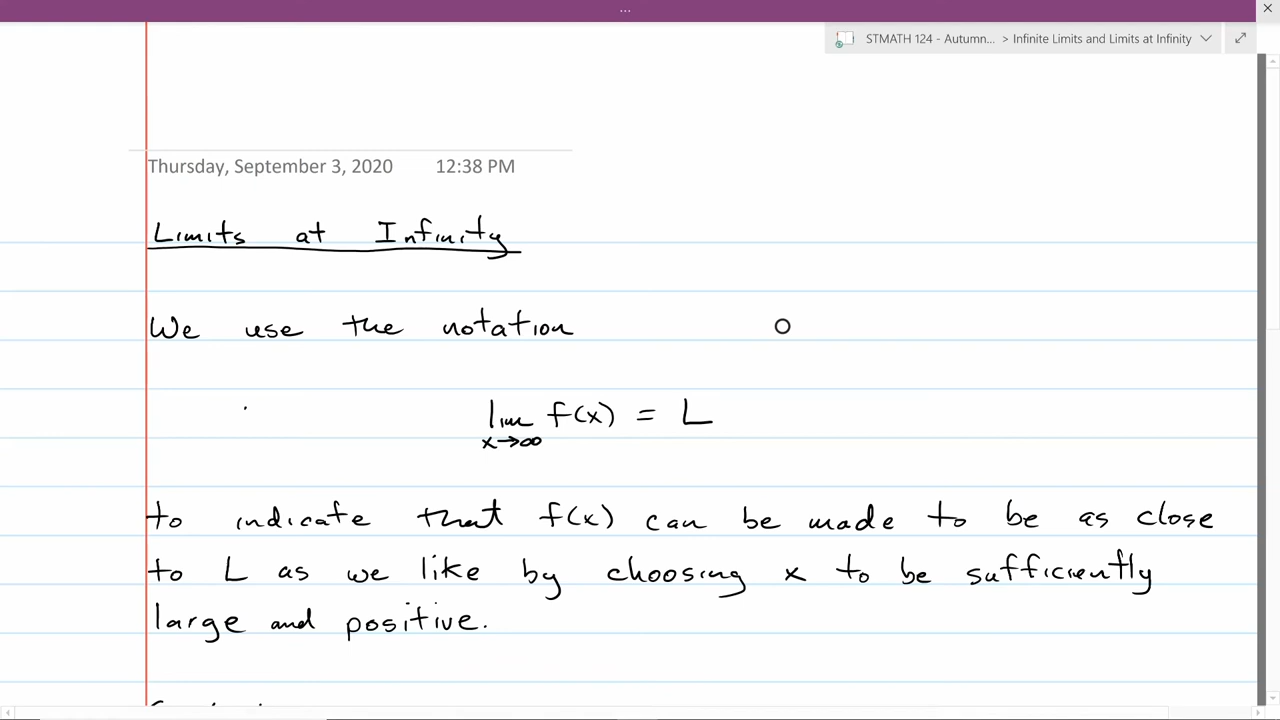 ...
STMATH 124 - Autumn... > Infinite Limits and Limits at Infinity
Thursday, September 3, 2020 12:38 PM
Limits at Infinity
We use the notation
lim f(x) = L
x→∞
to indicate that f(x) can be made to be as close
to L as we like by choosing x to be sufficiently
large and positive.